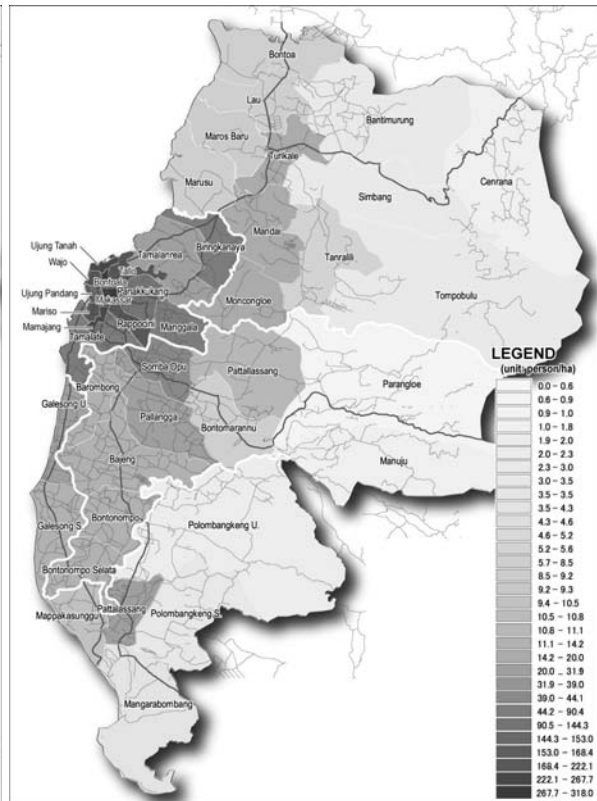 Bontoa
Lau
Bantimurung
Maros Baru
Turikale
Cenrana
Marusu
Simbang
Mandai
Ujung Tanah
Tamalanrea
Biringkanaya
Tanralili
Wajo
Tallo
Bontoala
Panakkukang
Tompobulu
Ujung Pandang
Makassar
Moncongloe
Mariso
Rappocini
Manggala
Mamajang
Tamalate
LEGEND
(unit: person/ha)
Somba Opu
Pattallassang
Barombong
Parangloe
Galesong U.
Pallangga
Bontomarannu
Bajeng
Manuju
Galesong S.
Bontonompo
Polombangkeng U.
Bontonompo Selata
Mappakasunggu
Pattalassang
Polombangkeng S.
Mangarabombang
0.0 - 0.6
0.6 - 0.9
0.9 - 1.0
1.0 - 1.8
1.9 - 2.0
2.0 - 2.3
2.3 - 3.0
3.0 - 3.5
3.5 - 3.5
3.5 - 4.3
4.3 - 4.6
4.6 - 5.2
5.2 - 5.6
5.7 - 8.5
8.5 - 9.2
9.2 - 9.3
9.4 - 10.5
10.5 - 10.8
10.8 - 11.1
11.1 - 14.2
14.2 - 20.0
20.0 - 31.9
31.9 - 39.0
39.0 - 44.1
44.2 - 90.4
90.5 - 144.3
144.3 - 153.0
153.0 - 168.4
168.4 - 222.1
222.1 - 267.7
267.7 - 318.0